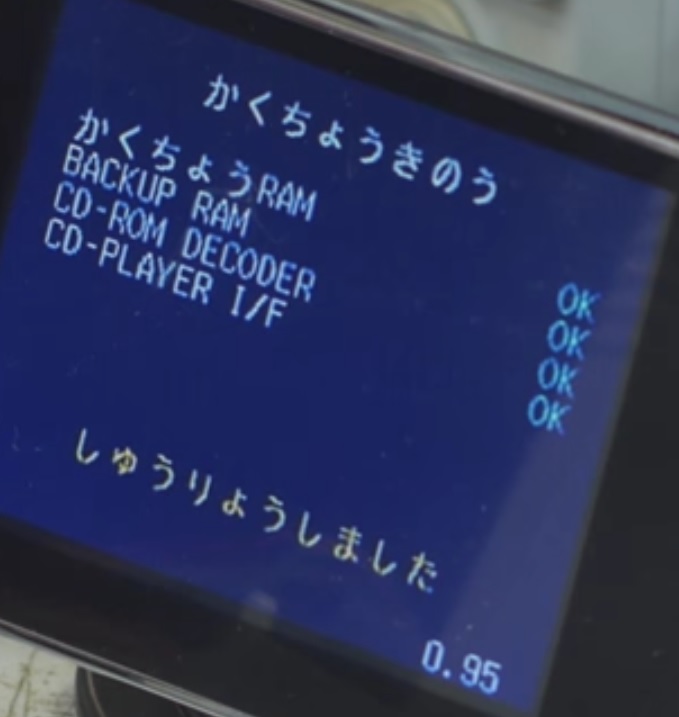 かくちょうきのう
かくちょうRAM OK
BACKUP RAM OK
CD-ROM DECODER OK
CD-PLAYER I/F OK
しゅうりょうしました
0.95